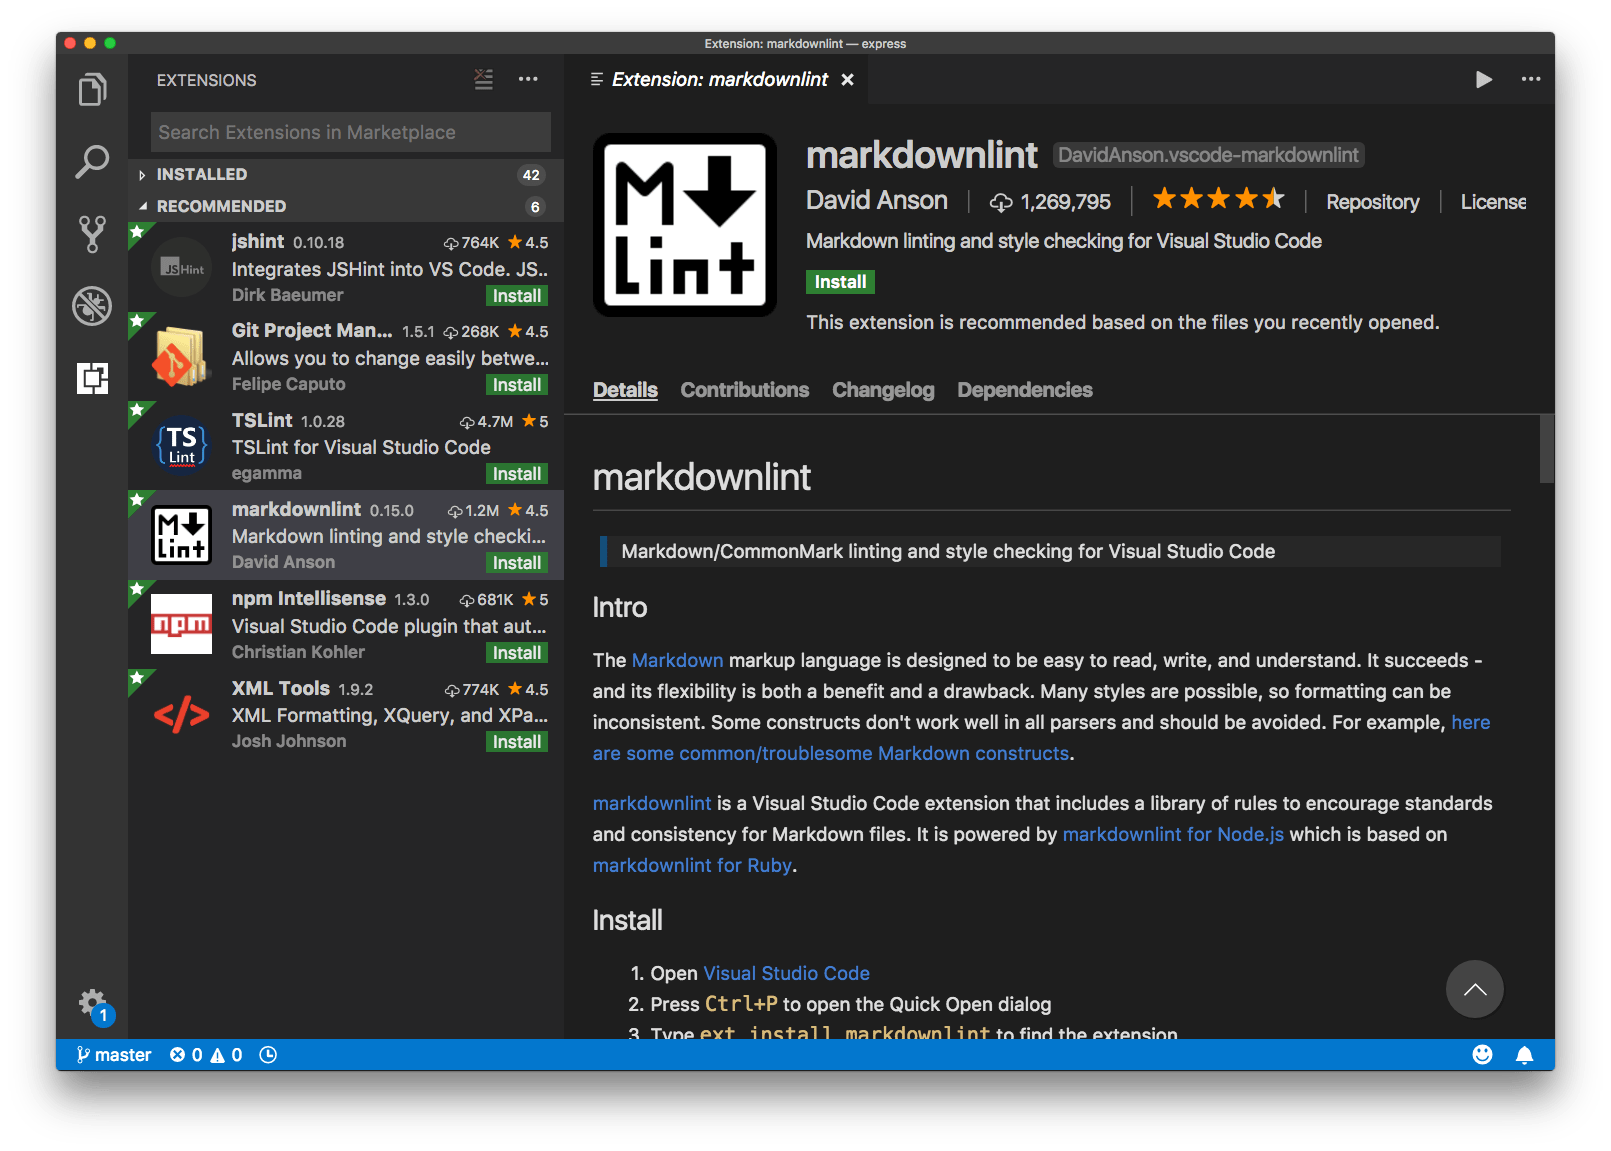 Extension: markdownlint — express
EXTENSIONS
Search Extensions in Marketplace
INSTALLED 42
RECOMMENDED 6
JSHint
jshint 0.10.18 764K ★ 4.5
Integrates JSHint into VS Code. JS...
Dirk Baeumer Install
Git Project Man... 1.5.1 268K ★ 4.5
Allows you to change easily betwe...
Felipe Caputo Install
{TS Lint}
TSLint 1.0.28 4.7M ★ 5
TSLint for Visual Studio Code
egamma Install
M↓
Lint
markdownlint 0.15.0 1.2M ★ 4.5
Markdown linting and style checki...
David Anson Install
npm
npm Intellisense 1.3.0 681K ★ 5
Visual Studio Code plugin that aut...
Christian Kohler Install
</>
XML Tools 1.9.2 774K ★ 4.5
XML Formatting, XQuery, and XPa...
Josh Johnson Install
1
Extension: markdownlint ×
M↓
Lint
markdownlint DavidAnson.vscode-markdownlint
David Anson | 1,269,795 | Repository | License
Markdown linting and style checking for Visual Studio Code
Install
This extension is recommended based on the files you recently opened.
Details Contributions Changelog Dependencies
markdownlint
Markdown/CommonMark linting and style checking for Visual Studio Code
Intro
The Markdown markup language is designed to be easy to read, write, and understand. It succeeds -
and its flexibility is both a benefit and a drawback. Many styles are possible, so formatting can be
inconsistent. Some constructs don't work well in all parsers and should be avoided. For example, here
are some common/troublesome Markdown constructs.
markdownlint is a Visual Studio Code extension that includes a library of rules to encourage standards
and consistency for Markdown files. It is powered by markdownlint for Node.js which is based on
markdownlint for Ruby.
Install
1. Open Visual Studio Code
2. Press Ctrl+P to open the Quick Open dialog
3. Type ext install markdownlint to find the extension
master 0 0